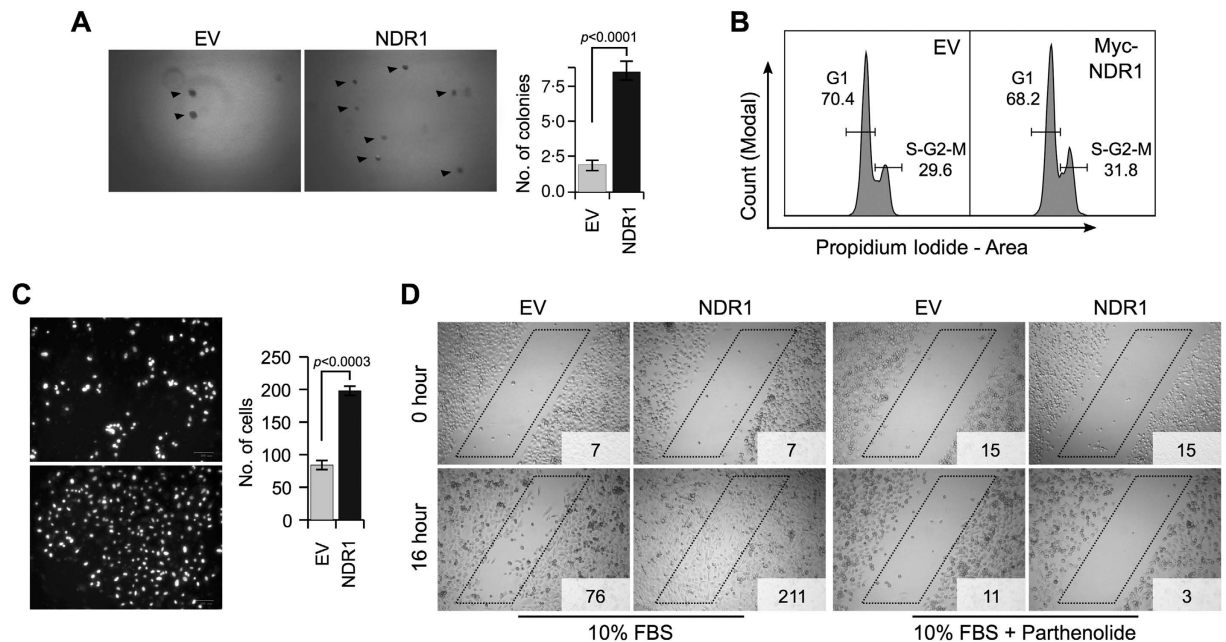 A
EV
NDR1
p<0.0001
No. of colonies
7·5
5·0
2·5
0.0
EV
NDR1
B
EV
Myc-
NDR1
G1
70.4
S-G2-M
29.6
G1
68.2
S-G2-M
31.8
Count (Modal)
Propidium Iodide - Area
C
p<0.0003
No. of cells
250
200
150
100
50
0
EV
NDR1
D
EV
NDR1
EV
NDR1
0 hour
7
7
15
15
16 hour
76
211
11
3
10% FBS
10% FBS + Parthenolide